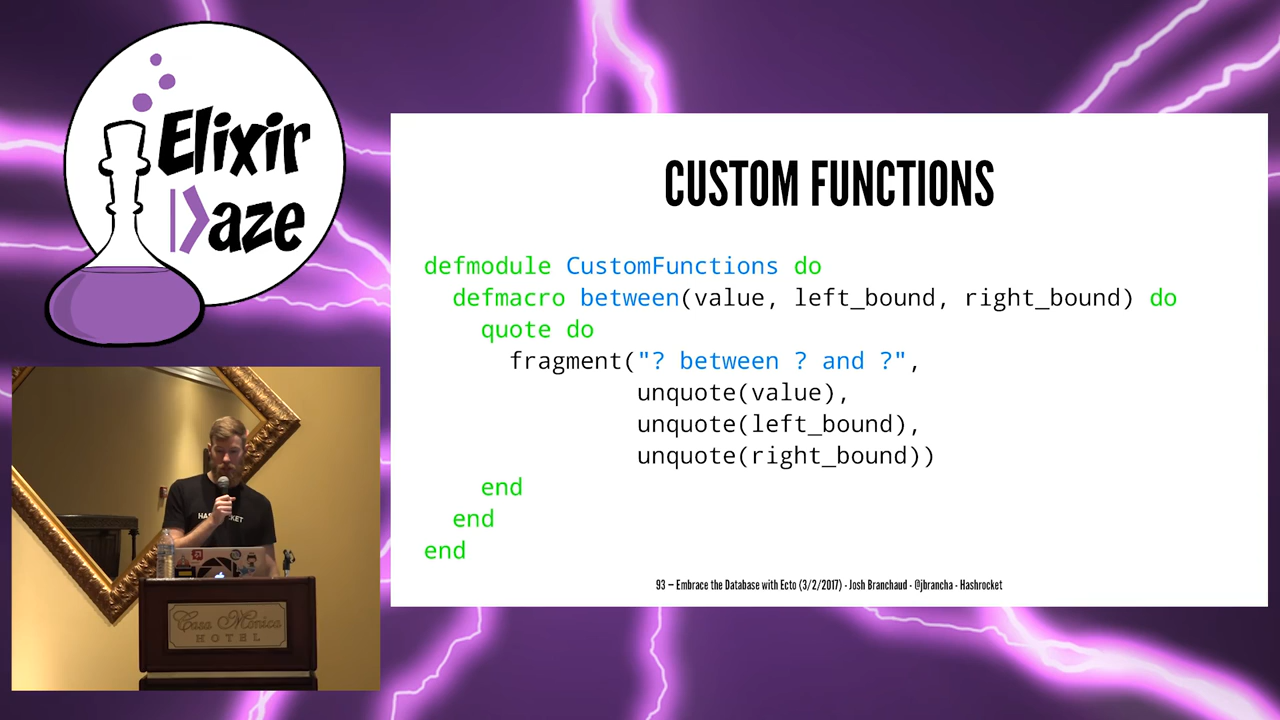 Elixir
Daze
CUSTOM FUNCTIONS
defmodule CustomFunctions do
defmacro between(value, left_bound, right_bound) do
quote do
fragment("? between ? and ?",
unquote(value),
unquote(left_bound),
unquote(right_bound))
end
end
end
93 – Embrace the Database with Ecto (3/2/2017) - Josh Branchaud - @jbrancha - Hashrocket
Casa Monica
HOTEL